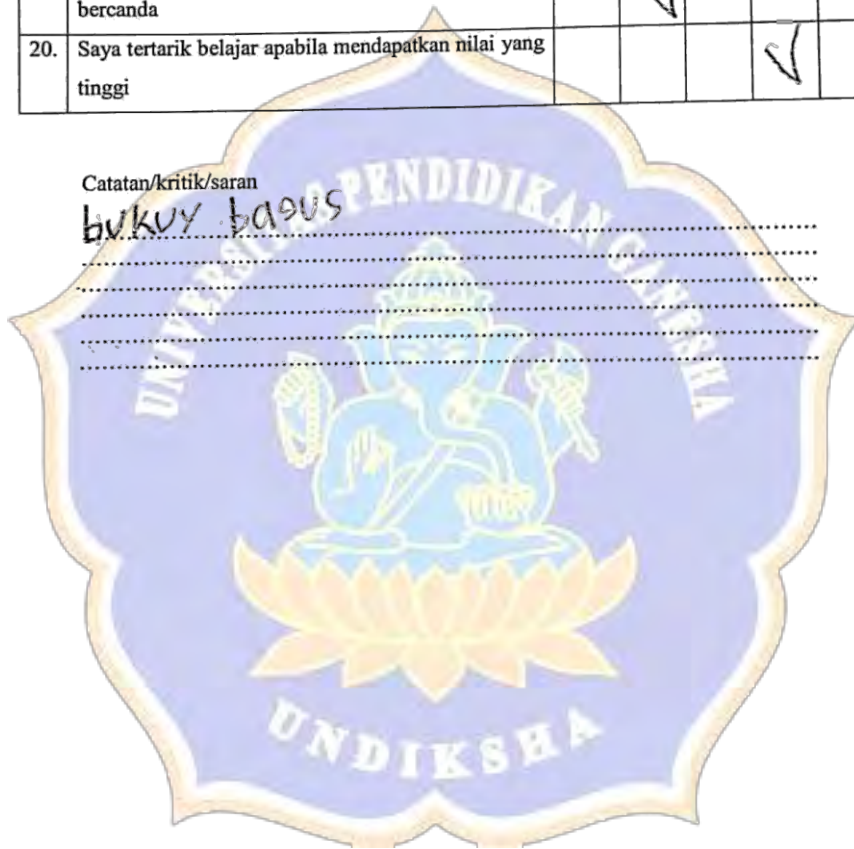 bercanda
20. Saya tertarik belajar apabila mendapatkan nilai yang
tinggi
Catatan/kritik/saran
bukuy bagus
UNIVERSITAS PENDIDIKAN GANESHA
UNDIKSHA